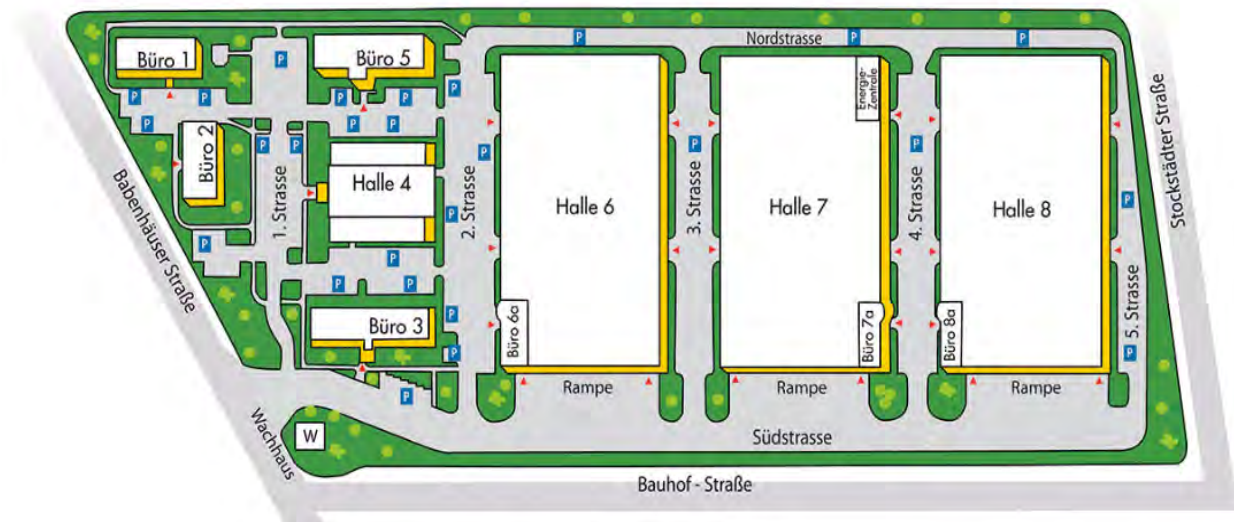 Nordstrasse
P
P
P
Büro 1
Büro 5
P
P
P
P
P
P
P
P
P
P
P
Energie-
Zentrale
Büro 2
P
P
P
P
P
Halle 4
1. Strasse
2. Strasse
Halle 6
3. Strasse
Halle 7
4. Strasse
Halle 8
P
P
Stockstädter Straße
Babenhäuser Straße
P
P
P
P
P
Büro 3
P
P
Büro 6a
Büro 7a
Büro 8a
5. Strasse
P
Rampe
Rampe
Rampe
P
Wachhaus
W
Südstrasse
Bauhof - Straße